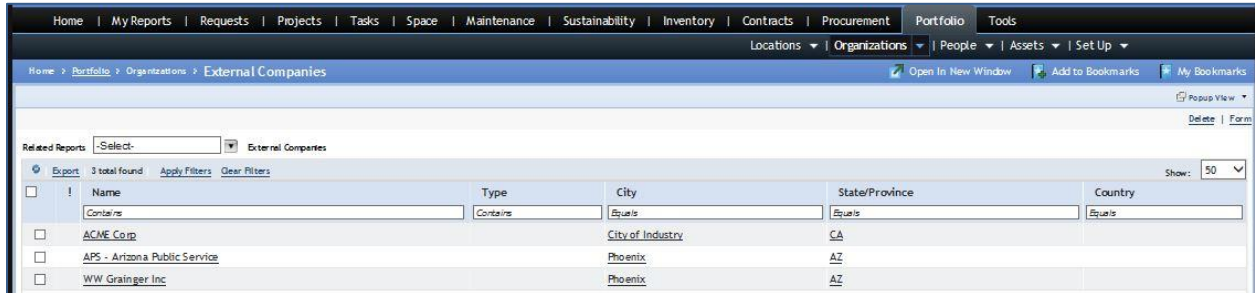 Home | My Reports | Requests | Projects | Tasks | Space | Maintenance | Sustainability | Inventory | Contracts | Procurement Portfolio Tools
Locations | Organizations | People | Assets | Set Up
Home > Portfolio > Organizations > External Companies Open In New Window Add to Bookmarks My Bookmarks
Popup View
Delete | Form
Related Reports -Select- External Companies
Export 3 total found Apply Filters Clear Filters Show: 50
! Name Type City State/Province Country
Contains Contains Equals Equals Equals
ACME Corp City of Industry CA
APS - Arizona Public Service Phoenix AZ
WW Grainger Inc Phoenix AZ